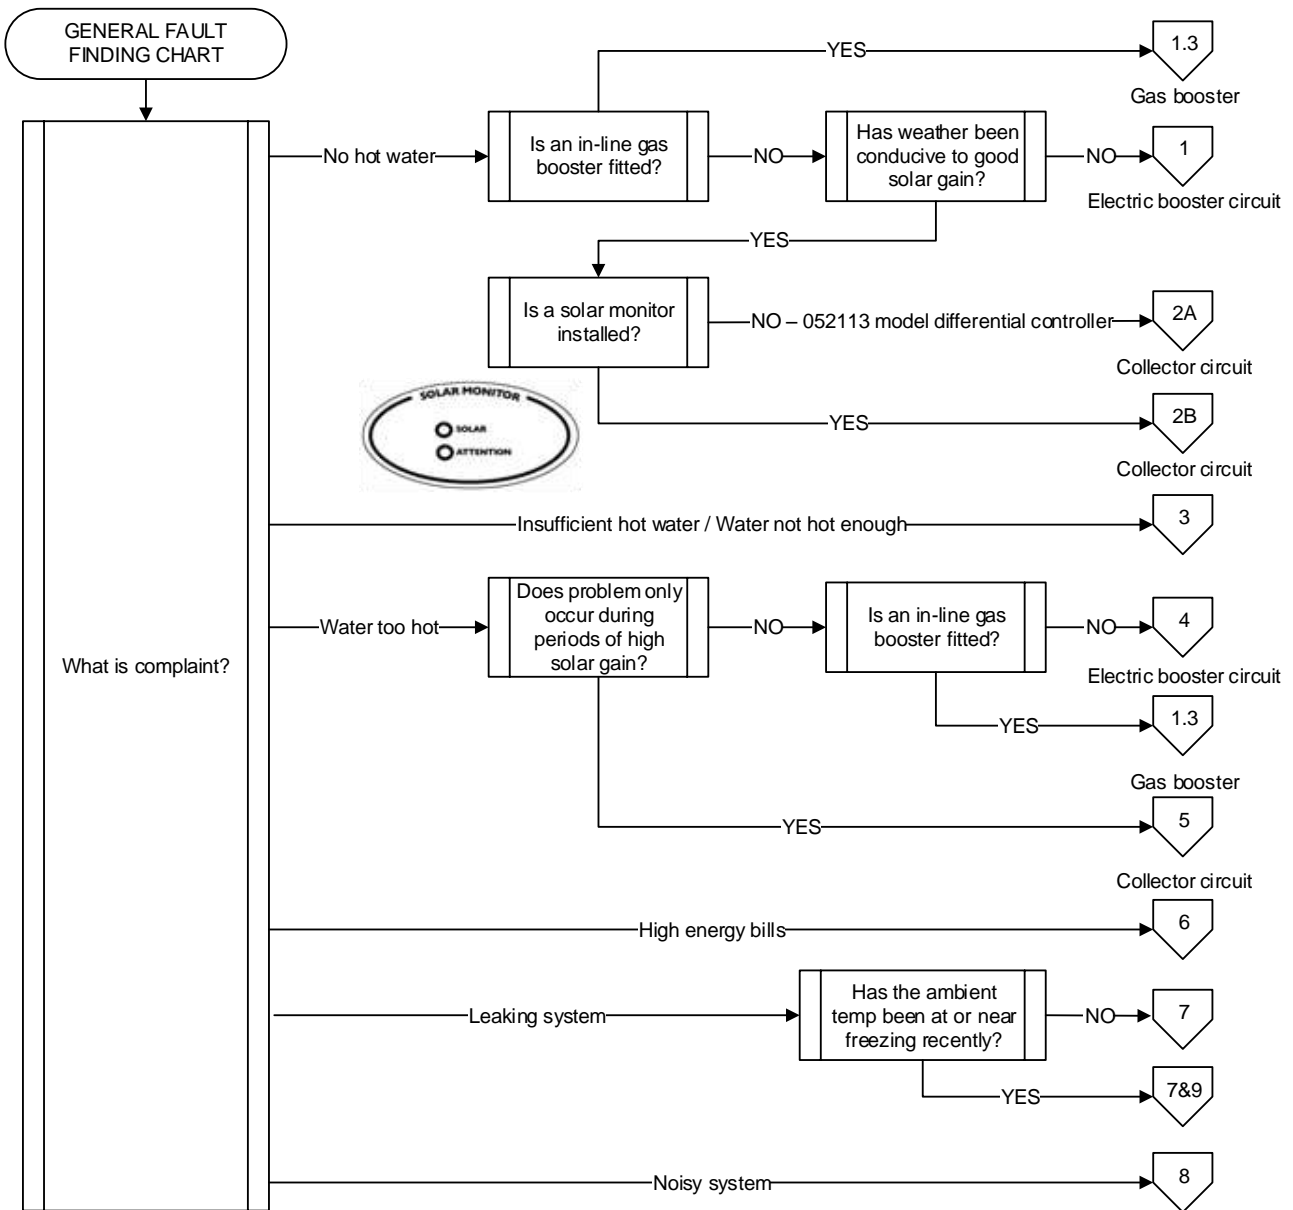 GENERAL FAULT
FINDING CHART
YES
1.3
Gas booster
No hot water
Is an in-line gas
booster fitted?
NO
Has weather been
conducive to good
solar gain?
NO
1
Electric booster circuit
YES
Is a solar monitor
installed?
NO – 052113 model differential controller
2A
Collector circuit
SOLAR MONITOR
SOLAR
ATTENTION
YES
2B
Collector circuit
Insufficient hot water / Water not hot enough
3
What is complaint?
Water too hot
Does problem only
occur during
periods of high
solar gain?
NO
Is an in-line gas
booster fitted?
NO
4
Electric booster circuit
YES
1.3
Gas booster
YES
5
Collector circuit
High energy bills
6
Leaking system
Has the ambient
temp been at or near
freezing recently?
NO
7
YES
7&9
Noisy system
8